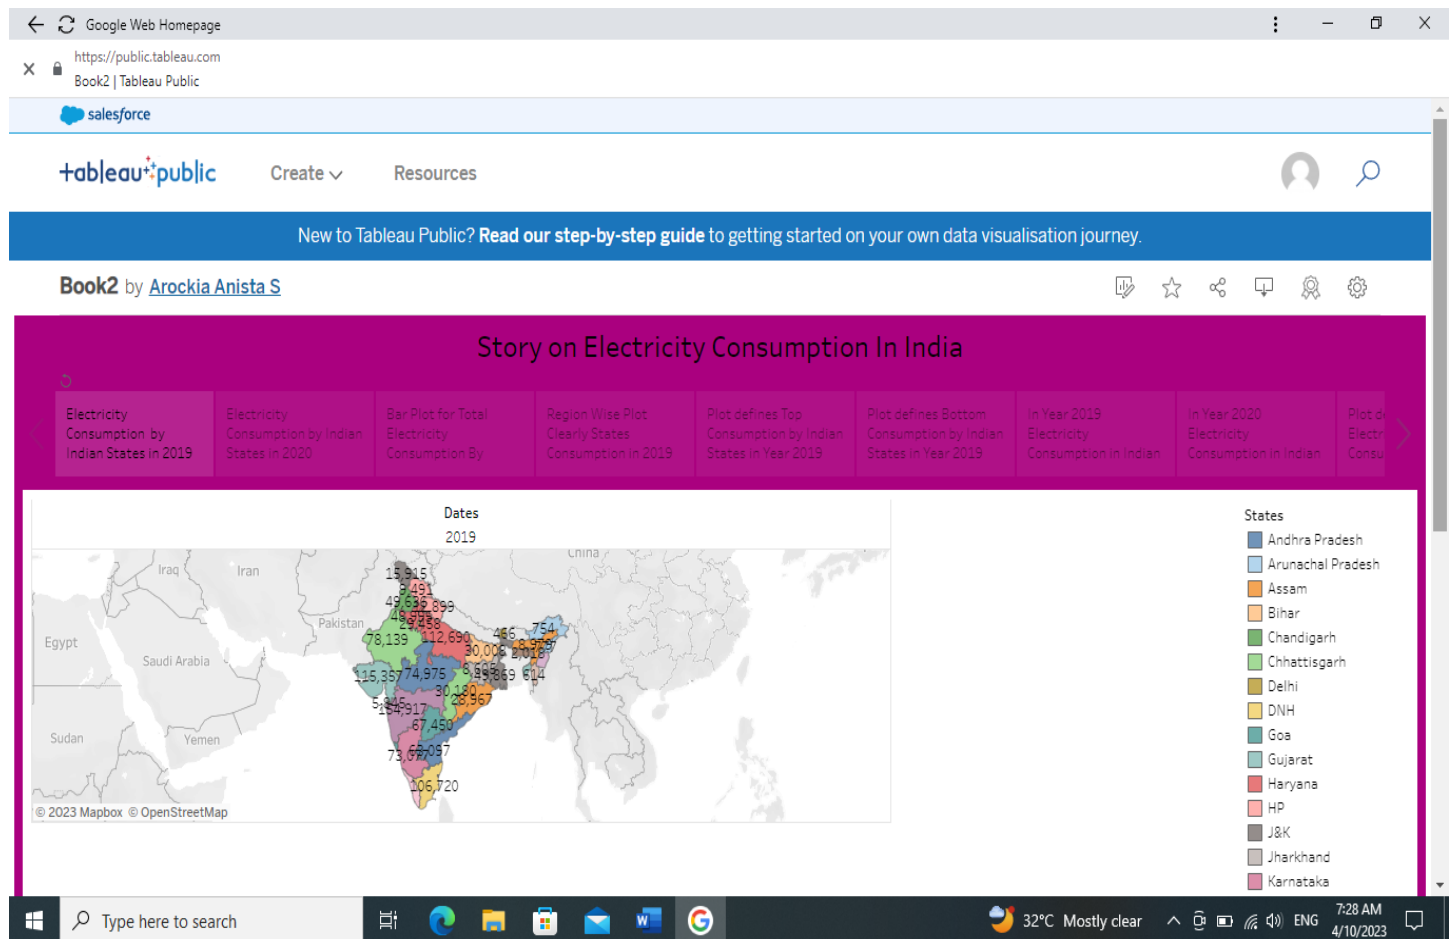 Google Web Homepage
https://public.tableau.com
Book2 | Tableau Public
salesforce
+ableau public
Create
Resources
New to Tableau Public? Read our step-by-step guide to getting started on your own data visualisation journey.
Book2 by Arockia Anista S
Story on Electricity Consumption In India
Electricity
Consumption by
Indian States in 2019
Electricity
Consumption by Indian
States in 2020
Bar Plot for Total
Electricity
Consumption By
Region Wise Plot
Clearly States
Consumption in 2019
Plot defines Top
Consumption by Indian
States in Year 2019
Plot defines Bottom
Consumption by Indian
States in Year 2019
In Year 2019
Electricity
Consumption in Indian
In Year 2020
Electricity
Consumption in Indian
Plot d
Electr
Consu
Dates
2019
China
Iraq
Iran
Pakistan
Egypt
Saudi Arabia
Sudan
Yemen
15,915
754
466
78,139
112,690
115,357
74,975
614
30,180
28,967
67,450
106,720
© 2023 Mapbox © OpenStreetMap
States
Andhra Pradesh
Arunachal Pradesh
Assam
Bihar
Chandigarh
Chhattisgarh
Delhi
DNH
Goa
Gujarat
Haryana
HP
J&K
Jharkhand
Karnataka
Type here to search
32°C Mostly clear
ENG
7:28 AM
4/10/2023